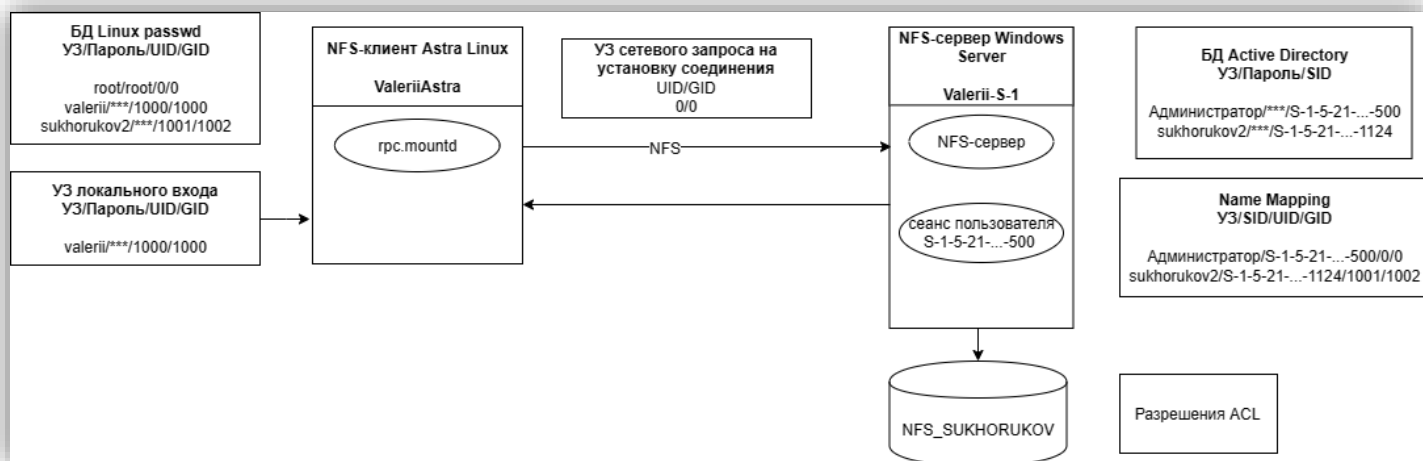 БД Linux passwd
УЗ/Пароль/UID/GID
root/root/0/0
valerii/***/1000/1000
sukhorukov2/***/1001/1002
УЗ локального входа
УЗ/Пароль/UID/GID
valerii/***/1000/1000
NFS-клиент Astra Linux
ValeriiAstra
rpc.mountd
УЗ сетевого запроса на
установку соединения
UID/GID
0/0
NFS
NFS-сервер Windows
Server
Valerii-S-1
NFS-сервер
сеанс пользователя
S-1-5-21-...-500
NFS_SUKHORUKOV
БД Active Directory
УЗ/Пароль/SID
Администратор/***/S-1-5-21-...-500
sukhorukov2/***/S-1-5-21-...-1124
Name Mapping
УЗ/SID/UID/GID
Администратор/S-1-5-21-...-500/0/0
sukhorukov2/S-1-5-21-...-1124/1001/1002
Разрешения ACL